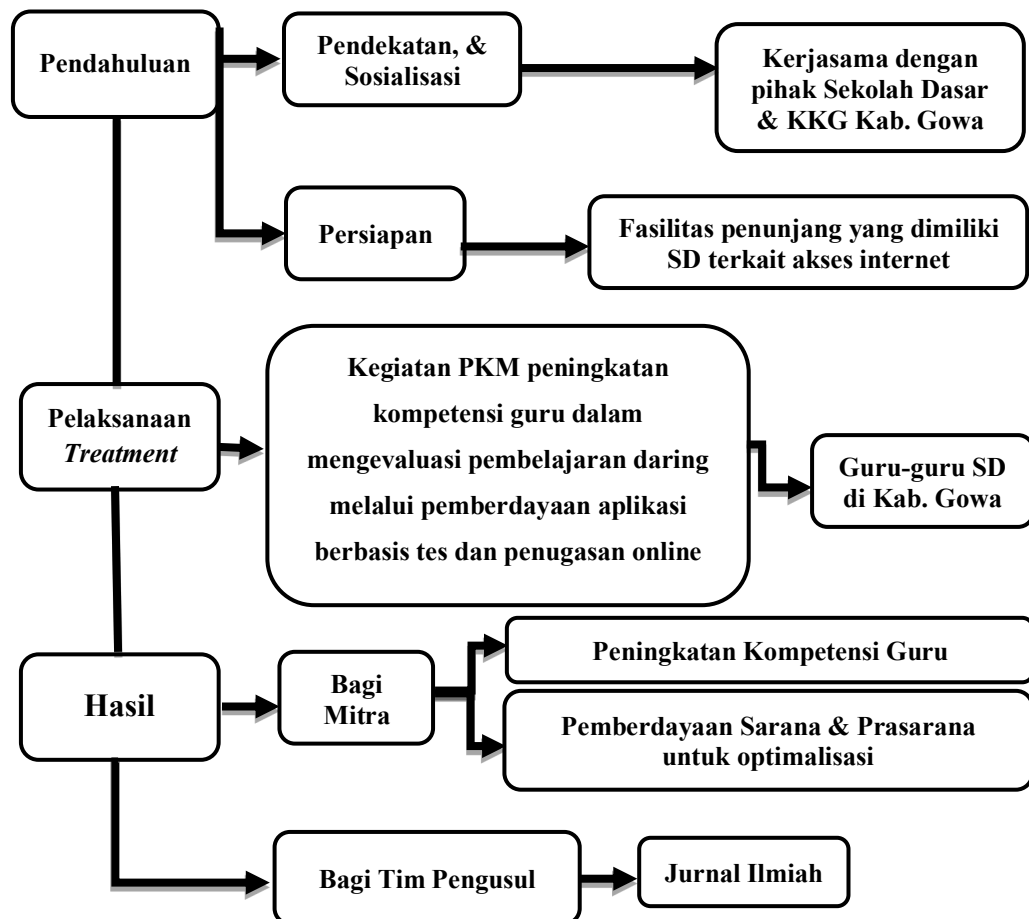 Pendahuluan
Pendekatan, &
Sosialisasi
Kerjasama dengan
pihak Sekolah Dasar
& KKG Kab. Gowa
Persiapan
Fasilitas penunjang yang dimiliki
SD terkait akses internet
Pelaksanaan
Treatment
Kegiatan PKM peningkatan
kompetensi guru dalam
mengevaluasi pembelajaran daring
melalui pemberdayaan aplikasi
berbasis tes dan penugasan online
Guru-guru SD
di Kab. Gowa
Hasil
Bagi
Mitra
Peningkatan Kompetensi Guru
Pemberdayaan Sarana & Prasarana
untuk optimalisasi
Bagi Tim Pengusul
Jurnal Ilmiah